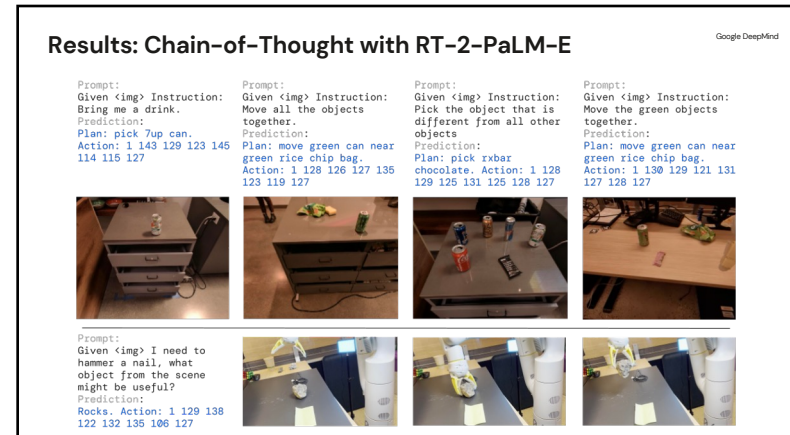 Results: Chain-of-Thought with RT-2-PaLM-E
Google DeepMind
Prompt:
Given <img> Instruction:
Bring me a drink.
Prediction:
Plan: pick 7up can.
Action: 1 143 129 123 145
114 115 127
Prompt:
Given <img> Instruction:
Move all the objects
together.
Prediction:
Plan: move green can near
green rice chip bag.
Action: 1 128 126 127 135
123 119 127
Prompt:
Given <img> Instruction:
Pick the object that is
different from all other
objects
Prediction:
Plan: pick rxbar
chocolate. Action: 1 128
129 125 131 125 128 127
Prompt:
Given <img> Instruction:
Move the green objects
together.
Prediction:
Plan: move green can near
green rice chip bag.
Action: 1 130 129 121 131
127 128 127
Prompt:
Given <img> I need to
hammer a nail, what
object from the scene
might be useful?
Prediction:
Rocks. Action: 1 129 138
122 132 135 106 127